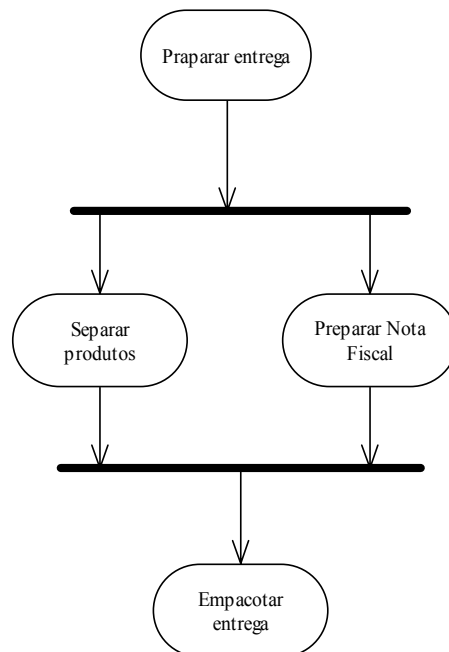 Praparar entrega
Separar
produtos
Preparar Nota
Fiscal
Empacotar
entrega